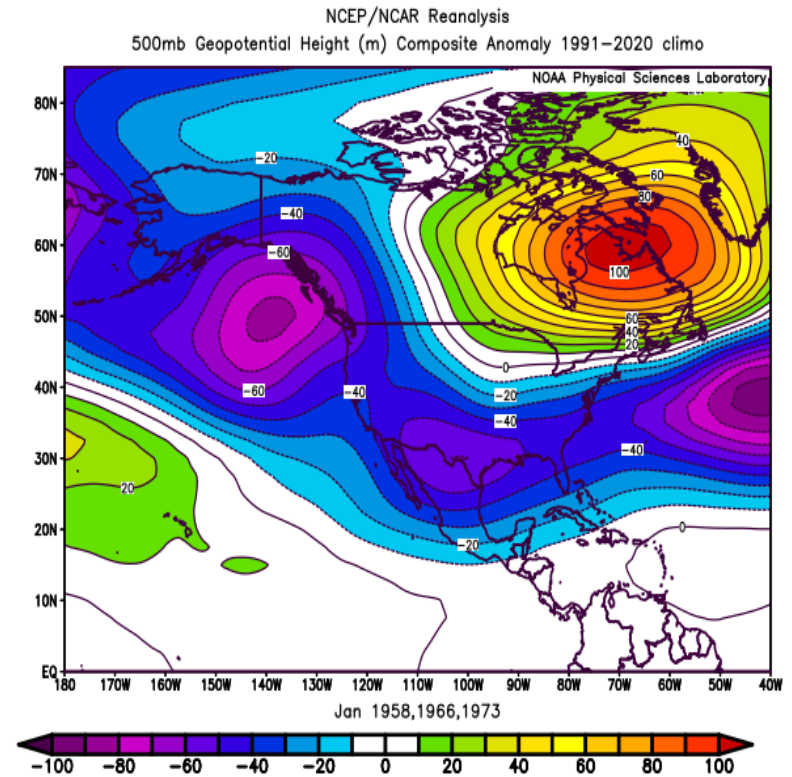 NCEP/NCAR Reanalysis
500mb Geopotential Height (m) Composite Anomaly 1991-2020 climo
NOAA Physical Sciences Laboratory
80N
40
-20
70N
60
80
-40
60N
-60
100
50N
60
40
20
0
40N
-60
-40
-20
-40
-40
30N
20
20N
-20
0
10N
EQ
180 170W 160W 150W 140W 130W 120W 110W 100W 90W 80W 70W 60W 50W 40W
Jan 1958,1966,1973
-100 -80 -60 -40 -20 0 20 40 60 80 100